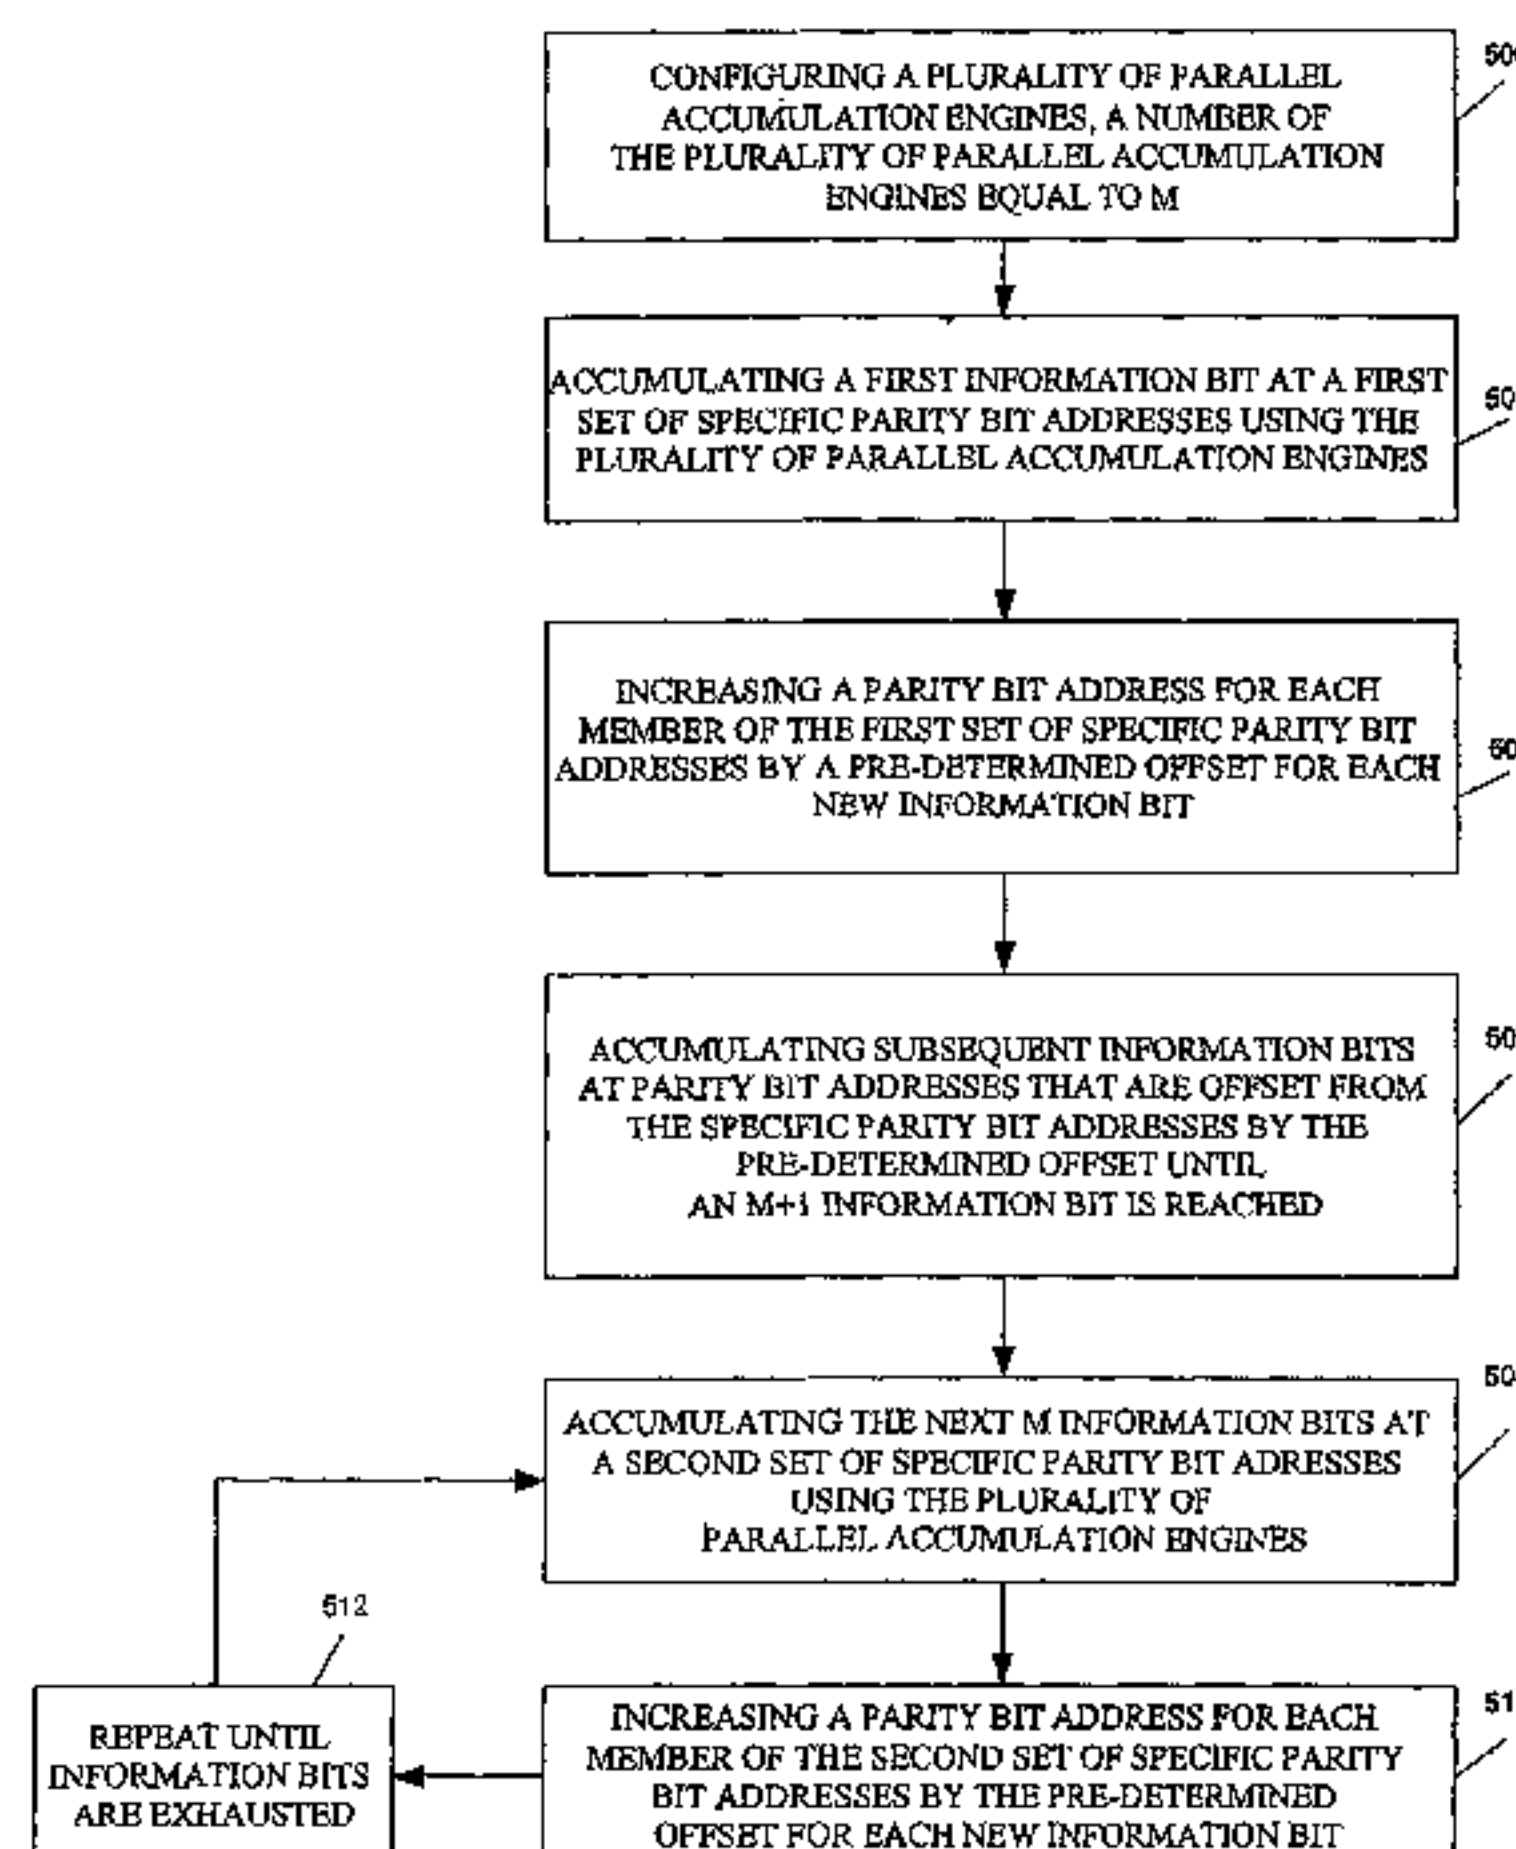 CONFIGURING A PLURALITY OF PARALLEL
ACCUMULATION ENGINES, A NUMBER OF
THE PLURALITY OF PARALLEL ACCUMULATION
ENGINES EQUAL TO M
ACCUMULATING A FIRST INFORMATION BIT AT A FIRST
SET OF SPECIFIC PARITY BIT ADDRESSES USING THE
PLURALITY OF PARALLEL ACCUMULATION ENGINES
INCREASING A PARITY BIT ADDRESS FOR EACH
MEMBER OF THE FIRST SET OF SPECIFIC PARITY BIT
ADDRESSES BY A PRE-DETERMINED OFFSET FOR EACH
NEW INFORMATION BIT
ACCUMULATING SUBSEQUENT INFORMATION BITS
AT PARITY BIT ADDRESSES THAT ARE OFFSET FROM
THE SPECIFIC PARITY BIT ADDRESSES BY THE
PRE-DETERMINED OFFSET UNTIL
AN M+1 INFORMATION BIT IS REACHED
ACCUMULATING THE NEXT M INFORMATION BITS AT
A SECOND SET OF SPECIFIC PARITY BIT ADRESSES
USING THE PLURALITY OF
PARALLEL ACCUMULATION ENGINES
512
REPEAT UNTIL
INFORMATION BITS
ARE EXHAUSTED
INCREASING A PARITY BIT ADDRESS FOR EACH
MEMBER OF THE SECOND SET OF SPECIFIC PARITY
BIT ADDRESSES BY THE PRE-DETERMINED
OFFSET FOR EACH NEW INFORMATION BIT